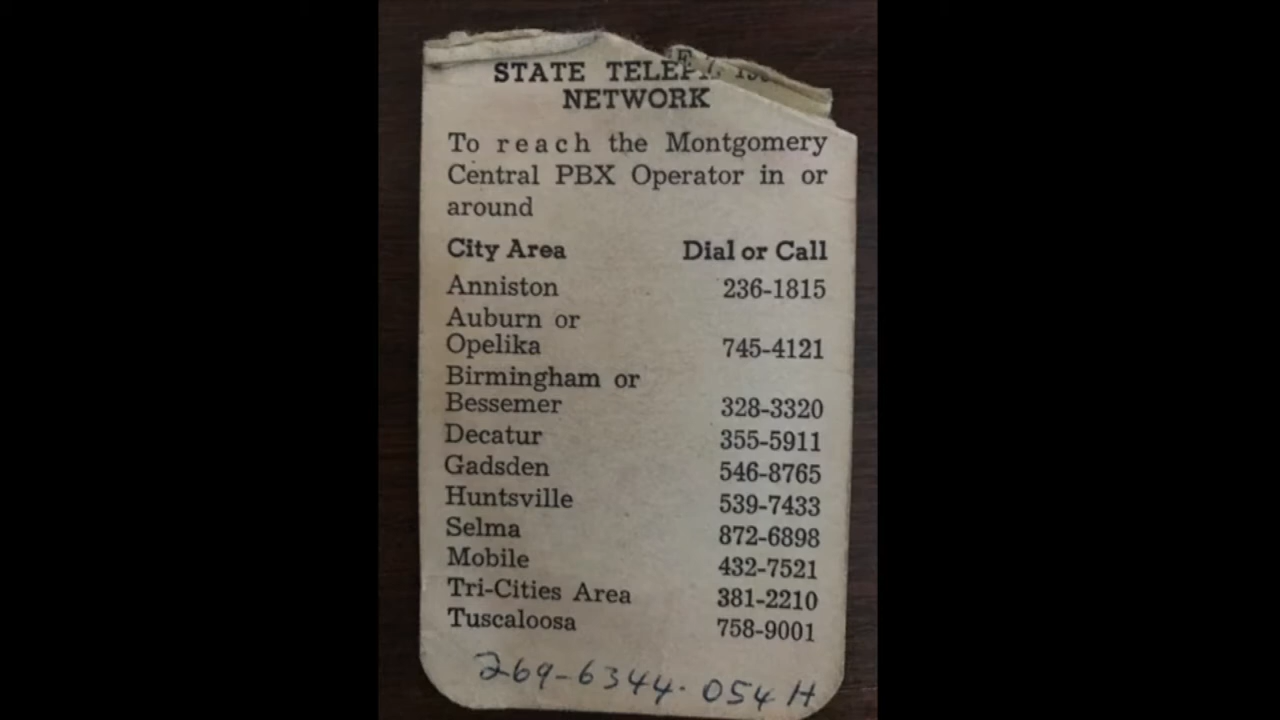 STATE TELEP
NETWORK
To reach the Montgomery
Central PBX Operator in or
around
City Area Dial or Call
Anniston 236-1815
Auburn or
Opelika 745-4121
Birmingham or
Bessemer 328-3320
Decatur 355-5911
Gadsden 546-8765
Huntsville 539-7433
Selma 872-6898
Mobile 432-7521
Tri-Cities Area 381-2210
Tuscaloosa 758-9001
269-6344. 054 H